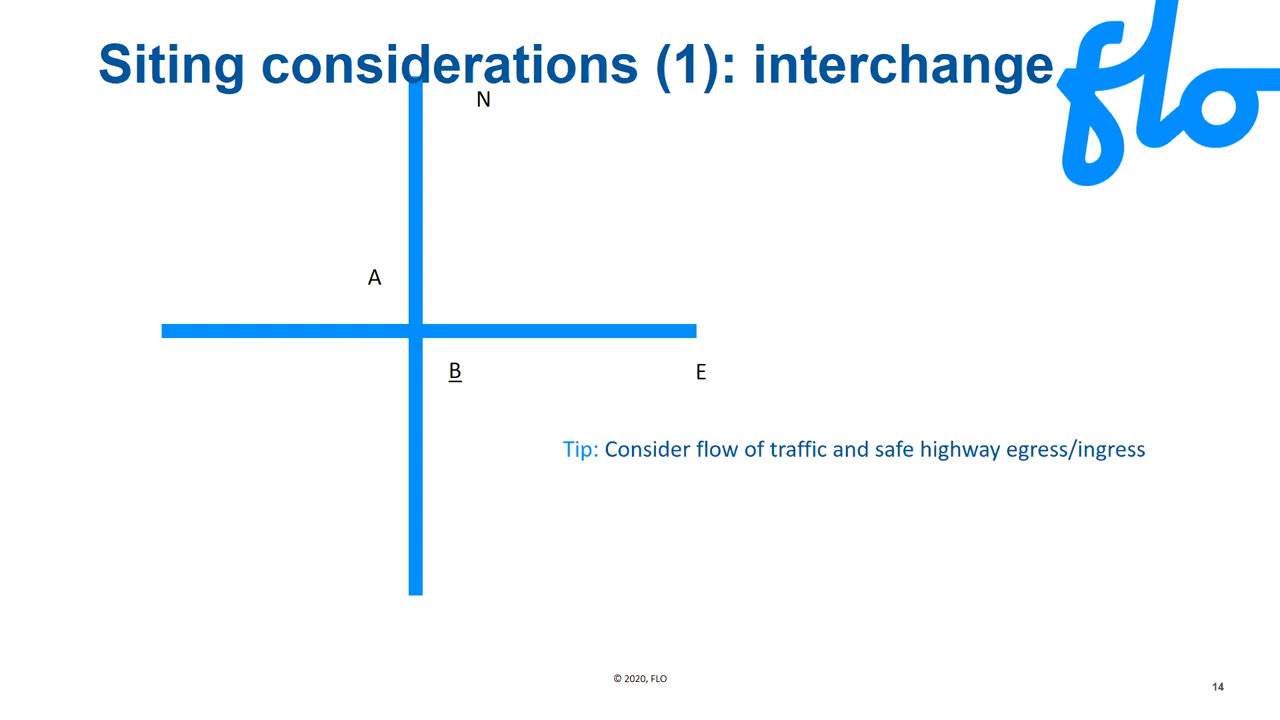 Siting considerations (1): interchange
flo
N
A
B
E
Tip: Consider flow of traffic and safe highway egress/ingress
© 2020, FLO
14